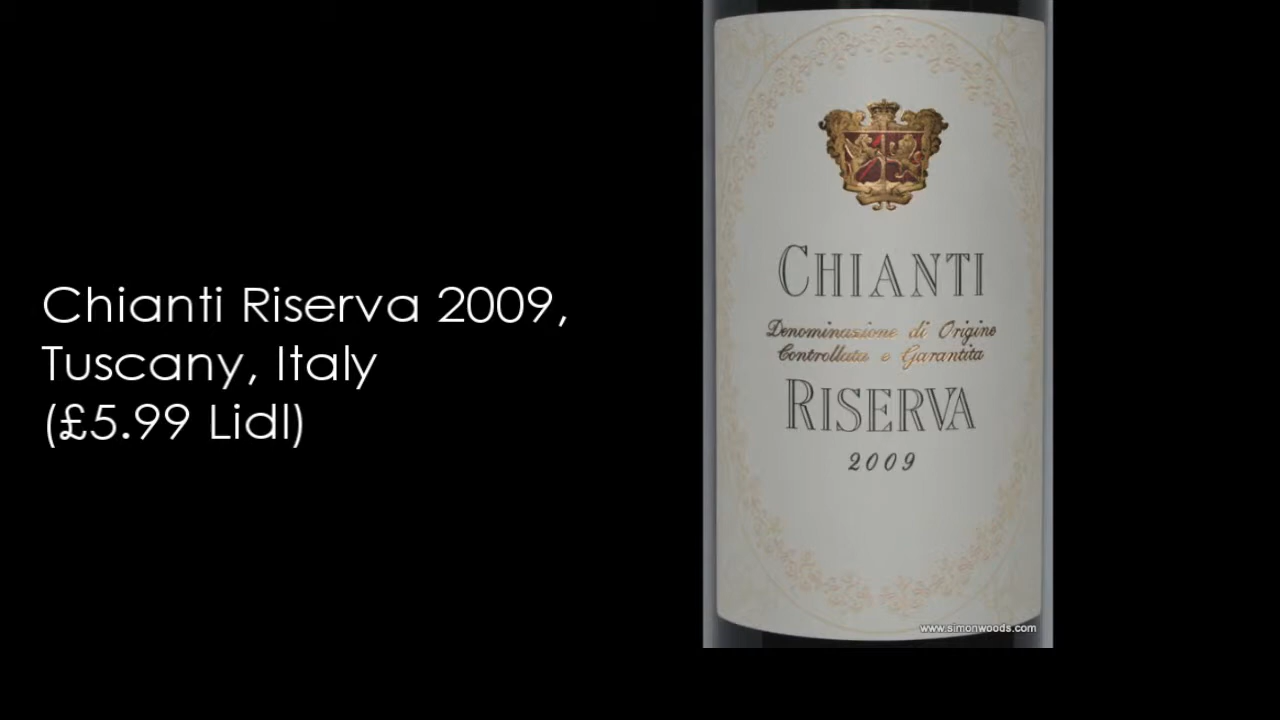 Chianti Riserva 2009,
Tuscany, Italy
(£5.99 Lidl)
CHIANTI
Denominazione di Origine
Controllata e Garantita
RISERVA
2009
www.simonwoods.com